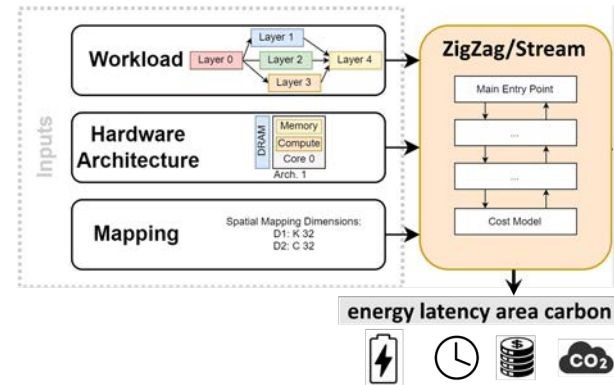 Inputs
Workload
Layer 0
Layer 1
Layer 2
Layer 3
Layer 4
Hardware
Architecture
DRAM
Memory
Compute
Core 0
Arch. 1
Mapping
Spatial Mapping Dimensions:
D1: K 32
D2: C 32
ZigZag/Stream
Main Entry Point
...
...
Cost Model
energy latency area carbon
$
CO2